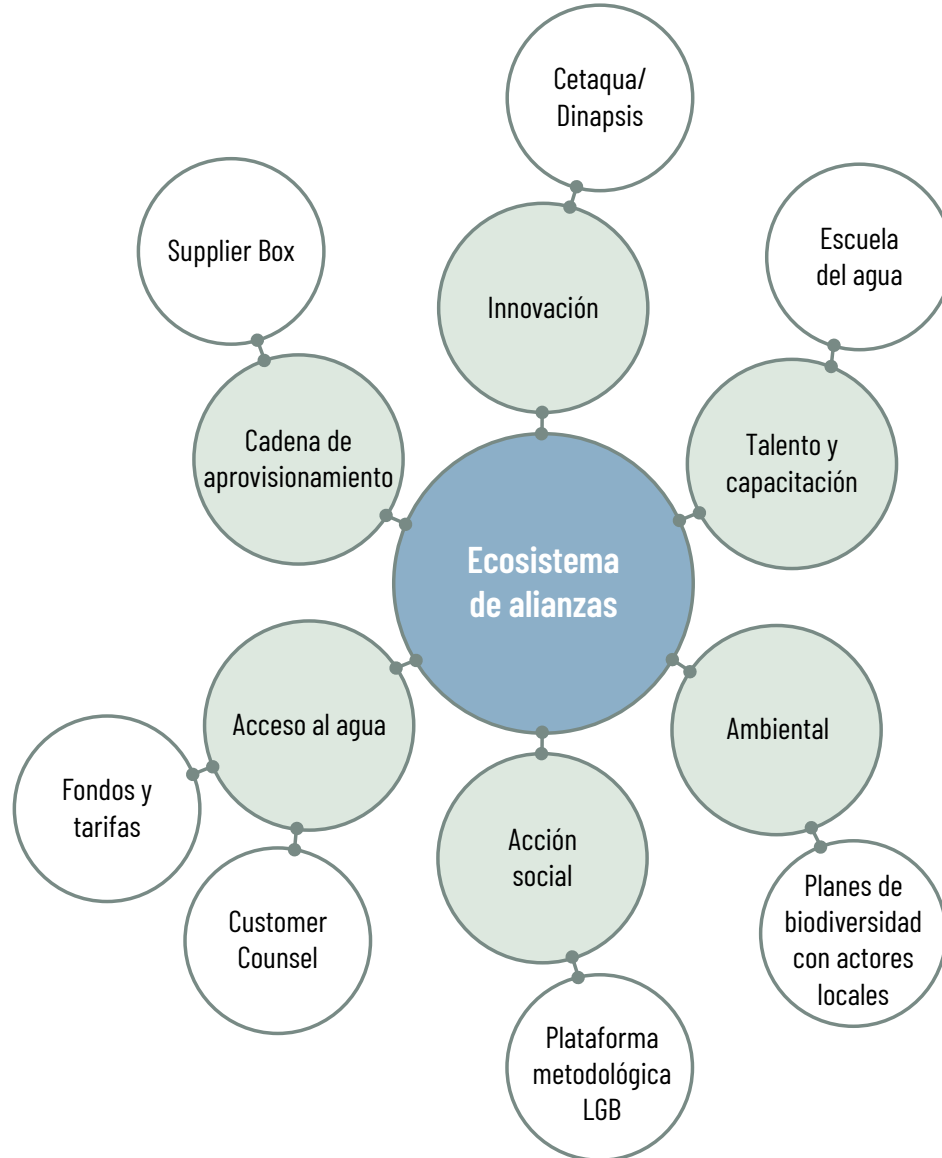 Cetaqua/
Dinapsis
Supplier Box
Escuela
del agua
Innovación
Cadena de
aprovisionamiento
Talento y
capacitación
Ecosistema
de alianzas
Acceso al agua
Ambiental
Fondos y
tarifas
Acción
social
Customer
Counsel
Planes de
biodiversidad
con actores
locales
Plataforma
metodológica
LGB